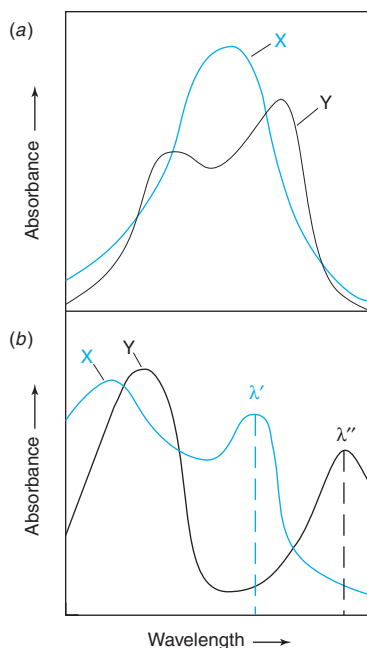 (a)
X
Y
Absorbance
(b)
X
Y
λ′
λ″
Absorbance
Wavelength